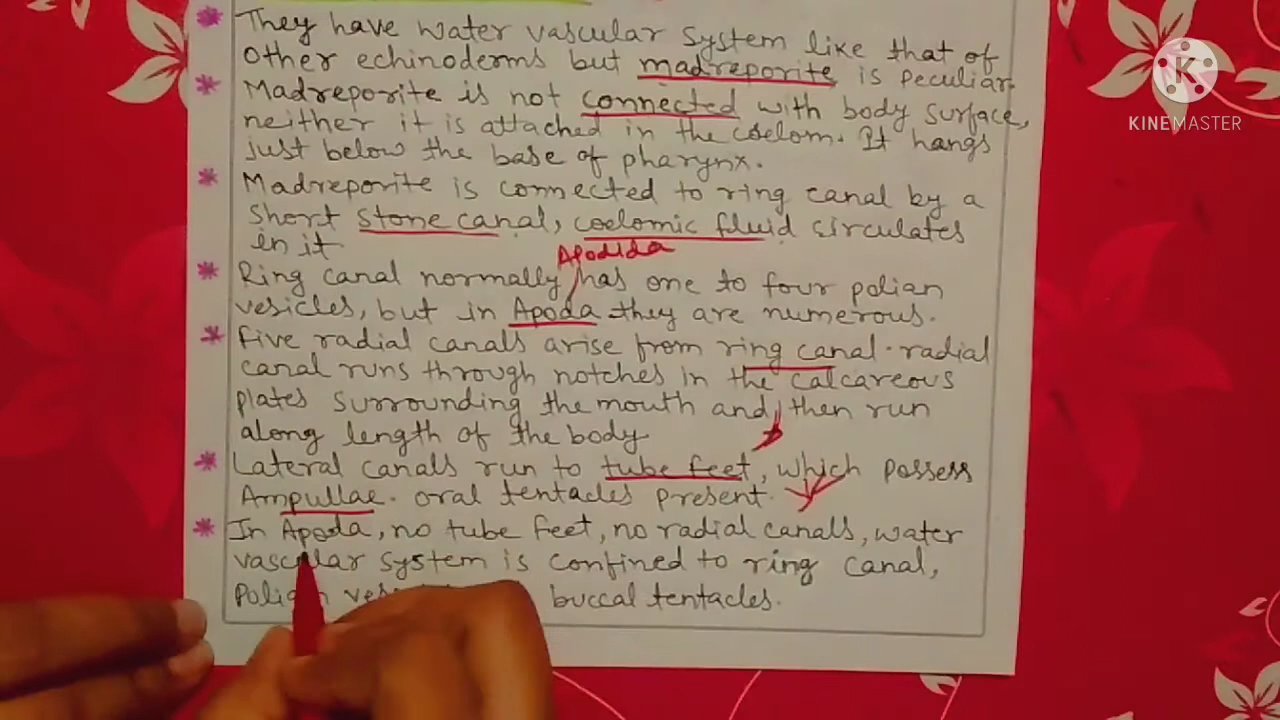 They have water vascular system like that of
other echinoderms but madreporite is peculiar.
Madreporite is not connected with body surface,
neither it is attached in the coelom. It hangs
just below the base of pharynx.
Madreporite is connected to ring canal by a
short stone canal, coelomic fluid circulates
in it
Apodida
Ring canal normally has one to four polian
vesicles, but in Apoda they are numerous.
Five radial canals arise from ring canal. radial
canal runs through notches in the calcareous
plates surrounding the mouth and then run
along length of the body
Lateral canals run to tube feet, which possess
Ampullae. oral tentacles present.
In Apoda, no tube feet, no radial canals, water
vascular system is confined to ring canal,
Polian buccal tentacles.
K
KINEMASTER